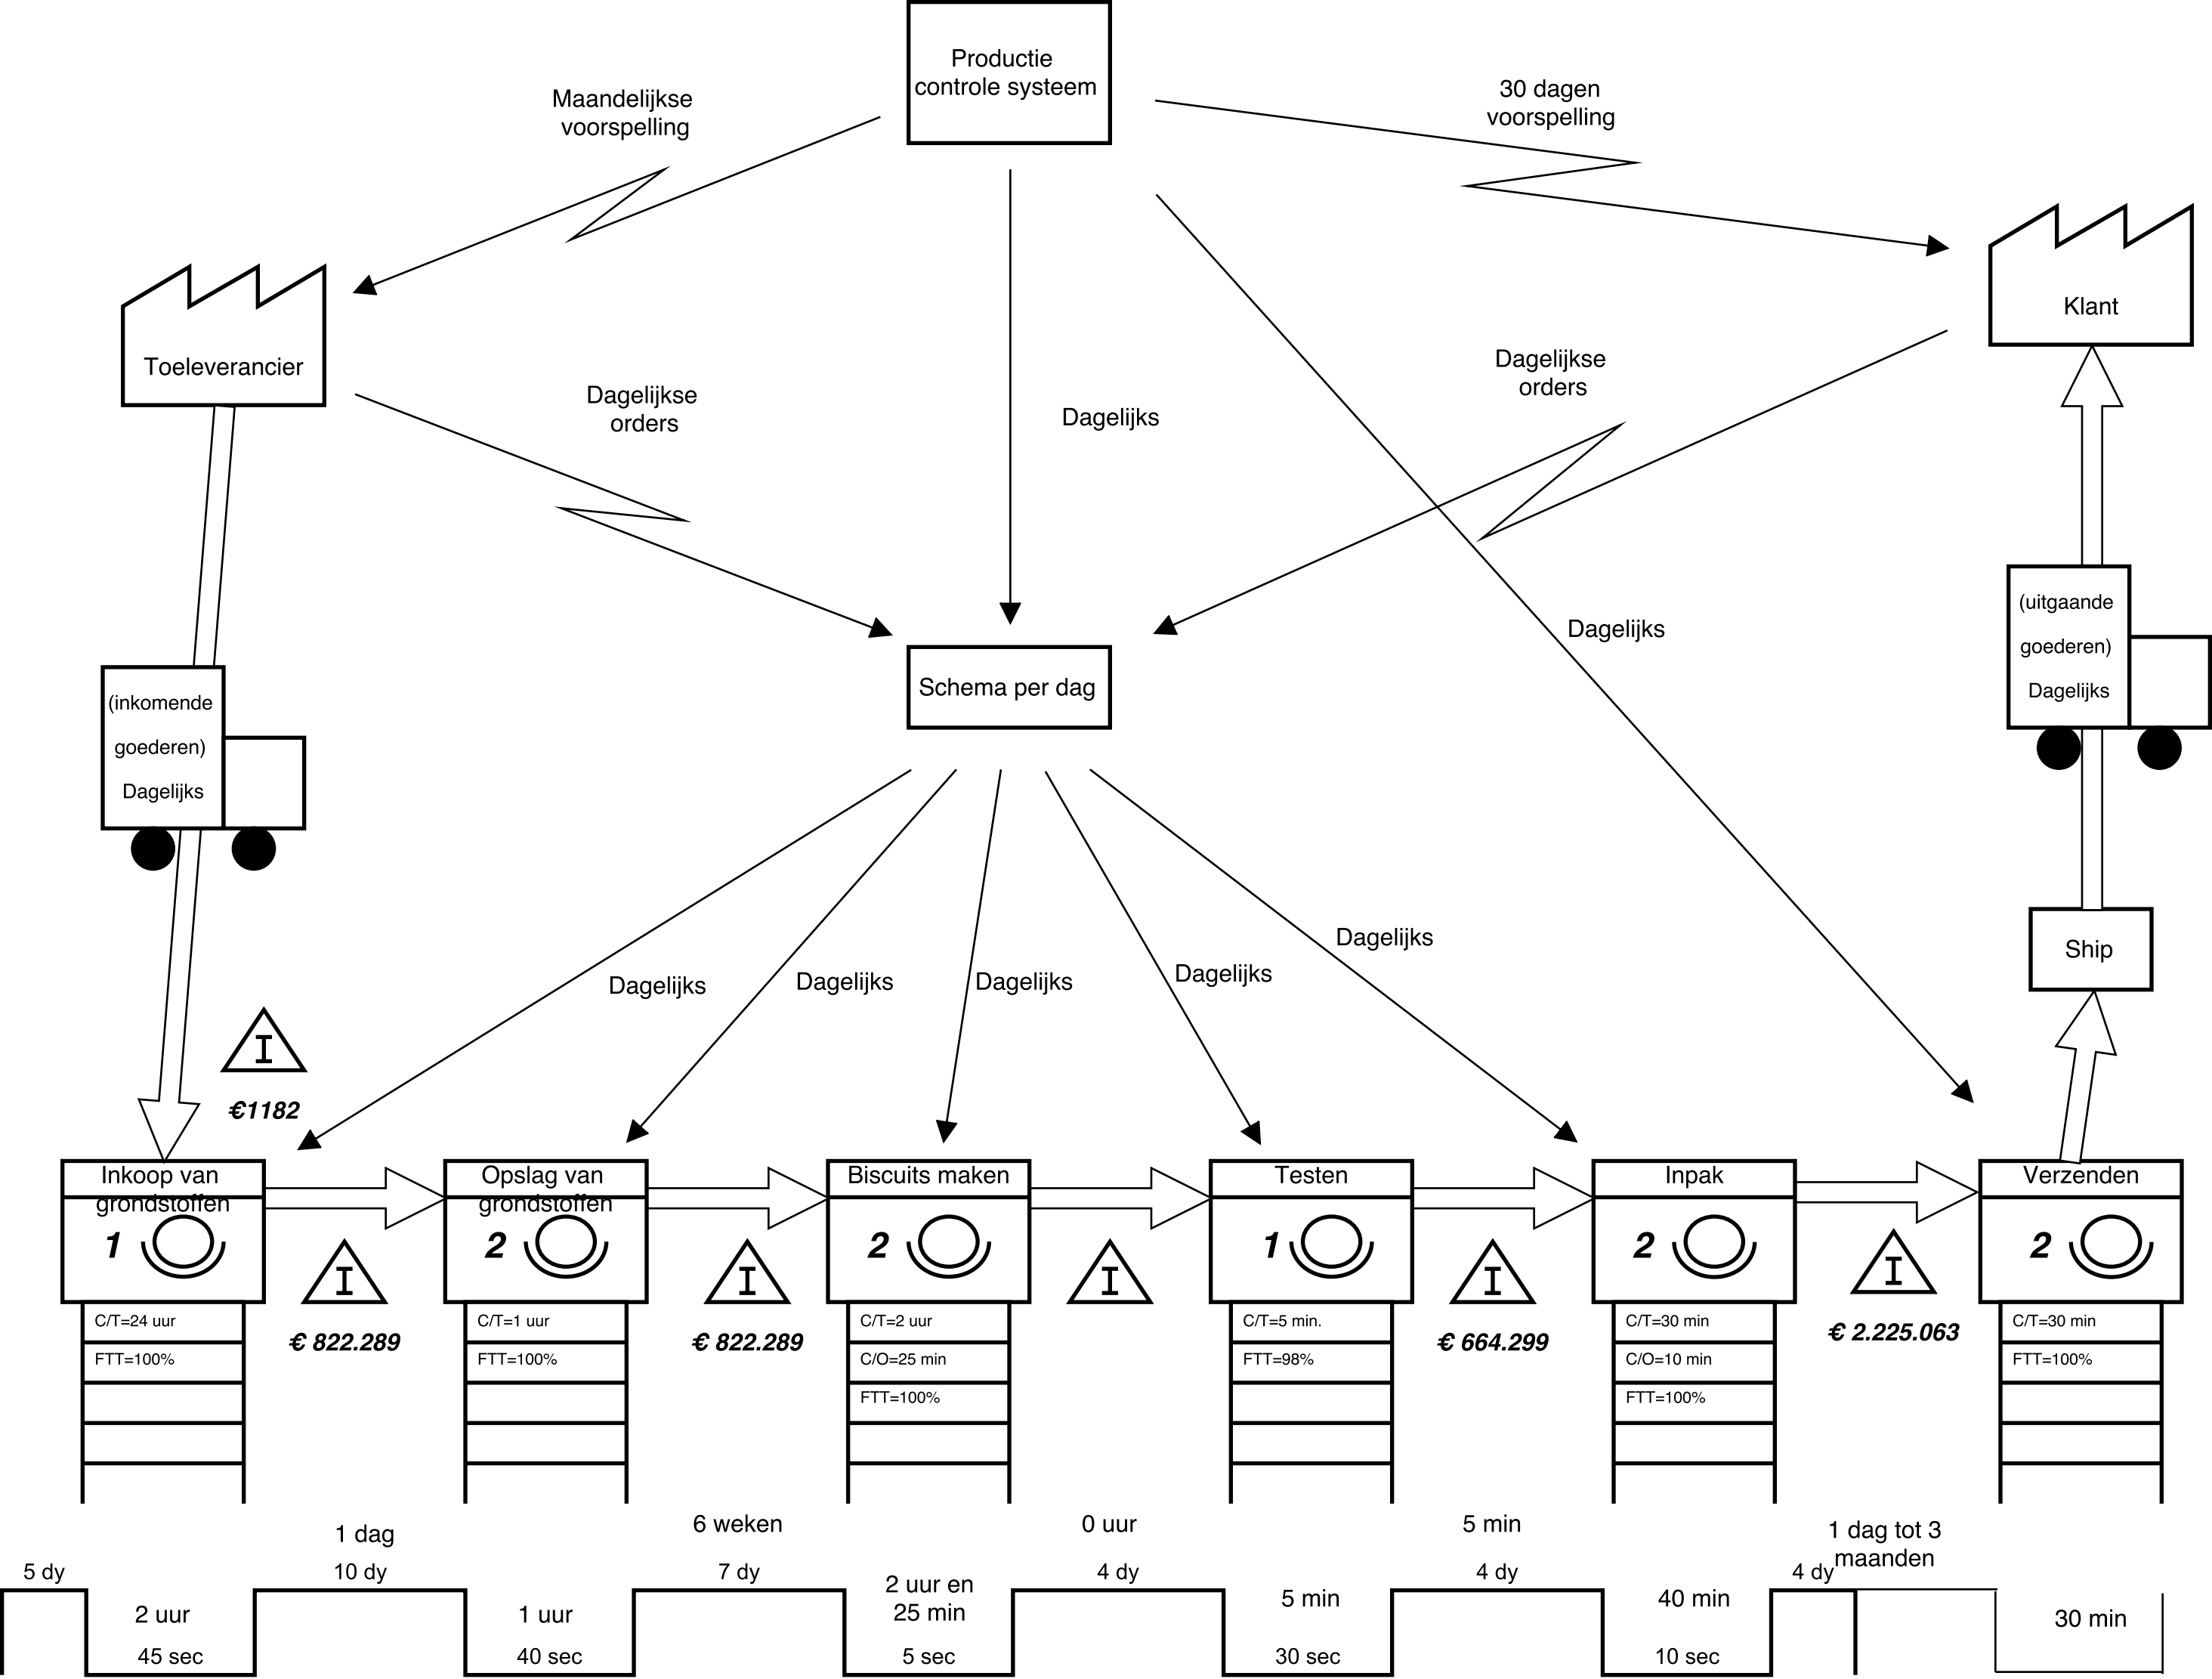 Productie
controle systeem
Maandelijkse
voorspelling
30 dagen
voorspelling
Klant
Toeleverancier
Dagelijkse
orders
Dagelijks
Dagelijkse
orders
Dagelijks
(uitgaande
goederen)
Dagelijks
Schema per dag
(inkomende
goederen)
Dagelijks
Ship
Dagelijks
Dagelijks
Dagelijks
Dagelijks
Dagelijks
I
€1182
Inkoop van
grondstoffen
1
C/T=24 uur
FTT=100%
I
€ 822.289
Opslag van
grondstoffen
2
C/T=1 uur
FTT=100%
I
€ 822.289
Biscuits maken
2
C/T=2 uur
C/O=25 min
FTT=100%
I
Testen
1
C/T=5 min.
FTT=98%
I
€ 664.299
Inpak
2
C/T=30 min
C/O=10 min
FTT=100%
I
€ 2.225.063
Verzenden
2
C/T=30 min
FTT=100%
1 dag
6 weken
0 uur
5 min
1 dag tot 3
maanden
5 dy
10 dy
7 dy
4 dy
4 dy
4 dy
2 uur
45 sec
1 uur
40 sec
2 uur en
25 min
5 sec
5 min
30 sec
40 min
10 sec
30 min